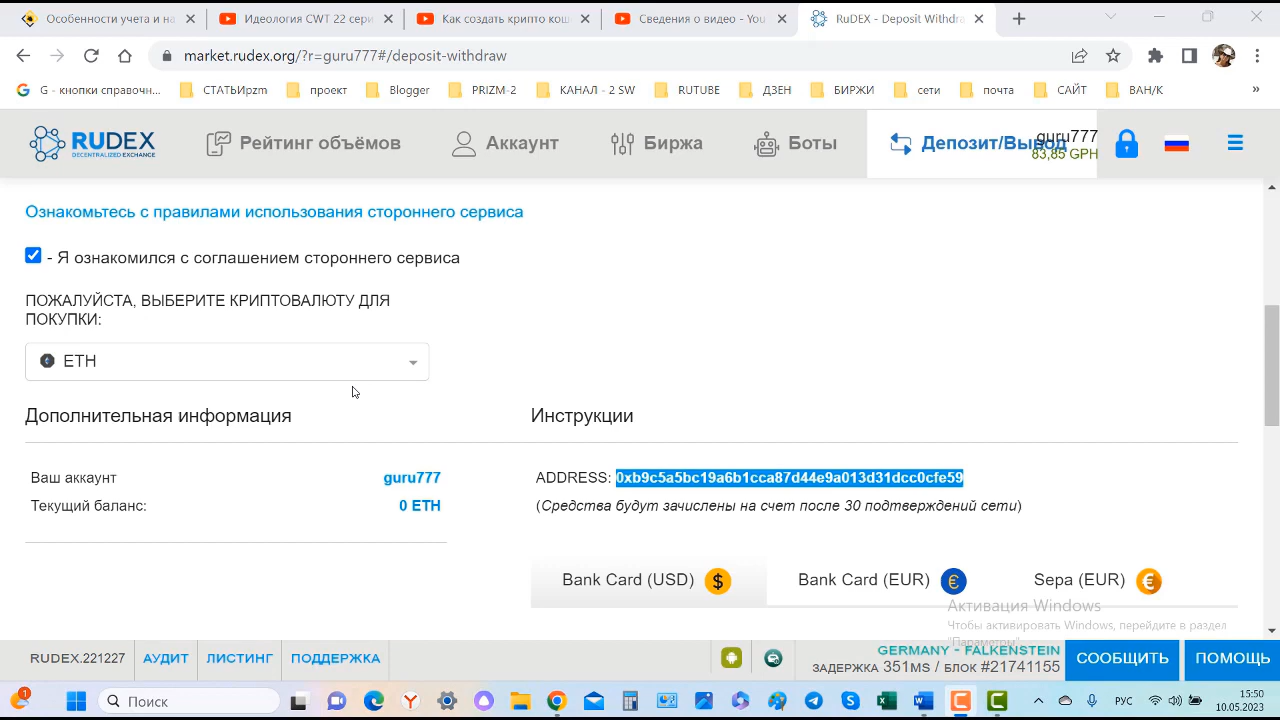 Особенности учета и на
Идеология CWT 22 сери
Как создать крипто кош
Сведения о видео - You
RuDEX - Deposit Withdra
market.rudex.org/?r=guru777#/deposit-withdraw
G - кнопки справочн...
СТАТЬИpzm
проект
Blogger
PRIZM-2
КАНАЛ - 2 SW
RUTUBE
ДЗЕН
БИРЖИ
сети
почта
САЙТ
ВАН/К
»
RUDEX
DECENTRALIZED EXCHANGE
Рейтинг объёмов
Аккаунт
Биржа
Боты
Депозит/Вывод
guru777
83,85 GPH
Ознакомьтесь с правилами использования стороннего сервиса
- Я ознакомился с соглашением стороннего сервиса
ПОЖАЛУЙСТА, ВЫБЕРИТЕ КРИПТОВАЛЮТУ ДЛЯ
ПОКУПКИ:
ETH
Дополнительная информация
Инструкции
Ваш аккаунт guru777
Текущий баланс: 0 ETH
ADDRESS: 0xb9c5a5bc19a6b1cca87d44e9a013d31dcc0cfe59
(Средства будут зачислены на счет после 30 подтверждений сети)
Bank Card (USD) $
Bank Card (EUR) €
Sepa (EUR) €
Активация Windows
Чтобы активировать Windows, перейдите в раздел
"Параметры".
RUDEX.221227
АУДИТ
ЛИСТИНГ
ПОДДЕРЖКА
GERMANY - FALKENSTEIN
ЗАДЕРЖКА 351MS / БЛОК #21741155
СООБЩИТЬ
ПОМОЩЬ
1
Поиск
РУС
15:50
10.05.2023